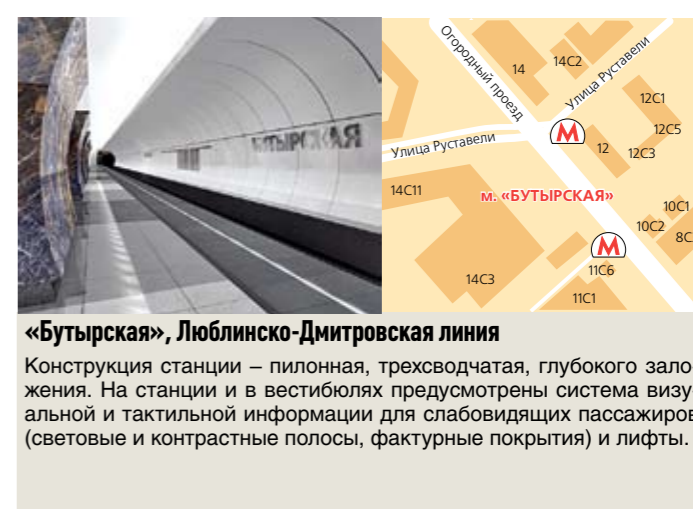 БУТЫРСКАЯ
Огородный проезд
14
14С2
Улица Руставели
12С1
12С5
12С3
12
М
Улица Руставели
14С11
м. «БУТЫРСКАЯ»
10С1
10С2
8С
М
11С6
14С3
11С1
«Бутырская», Люблинско-Дмитровская линия
Конструкция станции – пилонная, трехсводчатая, глубокого зало-
жения. На станции и в вестибюлях предусмотрены система визу-
альной и тактильной информации для слабовидящих пассажиров
(световые и контрастные полосы, фактурные покрытия) и лифты.